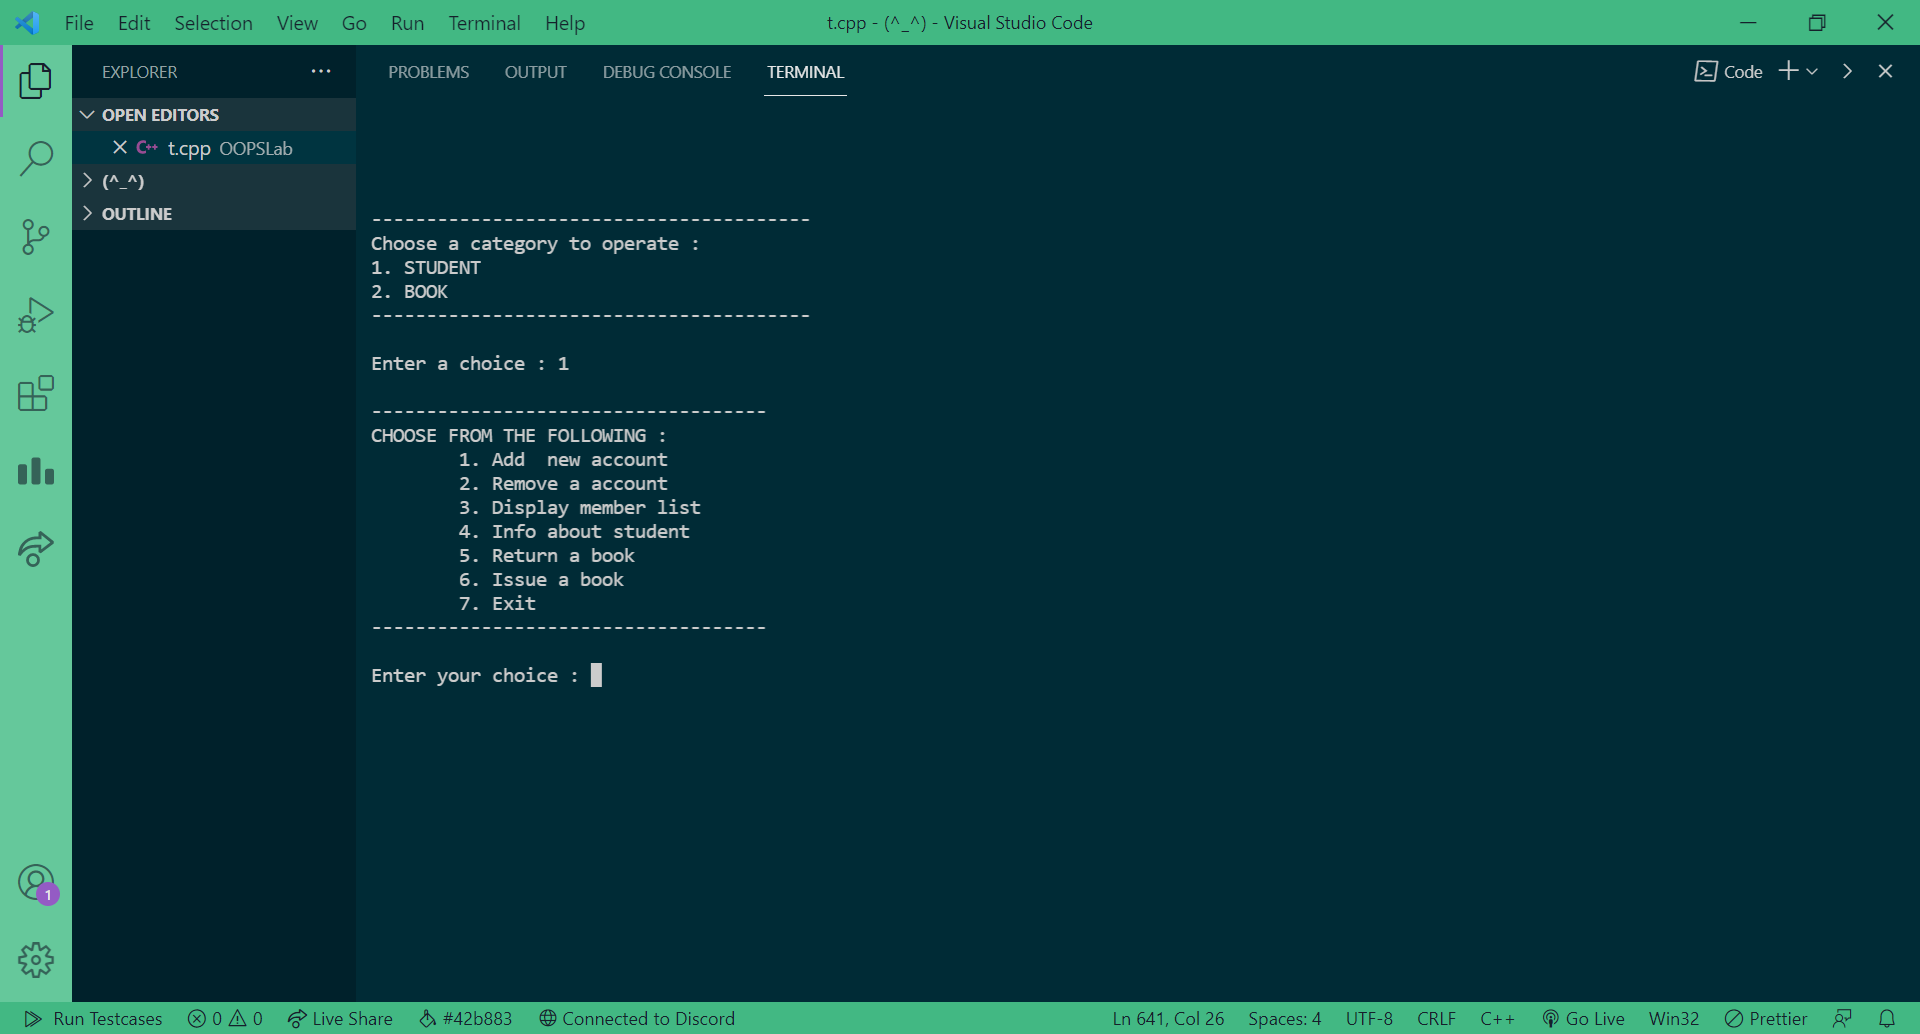 File Edit Selection View Go Run Terminal Help t.cpp - (^_^) - Visual Studio Code
EXPLORER ··· PROBLEMS OUTPUT DEBUG CONSOLE TERMINAL Code
OPEN EDITORS
C++ t.cpp OOPSLab
(^_^)
OUTLINE
----------------------------------------
Choose a category to operate :
1. STUDENT
2. BOOK
----------------------------------------
Enter a choice : 1
------------------------------------
CHOOSE FROM THE FOLLOWING :
1. Add  new account
2. Remove a account
3. Display member list
4. Info about student
5. Return a book
6. Issue a book
7. Exit
------------------------------------
Enter your choice :
1
Run Testcases 0 0 Live Share #42b883 Connected to Discord Ln 641, Col 26 Spaces: 4 UTF-8 CRLF C++ Go Live Win32 Prettier